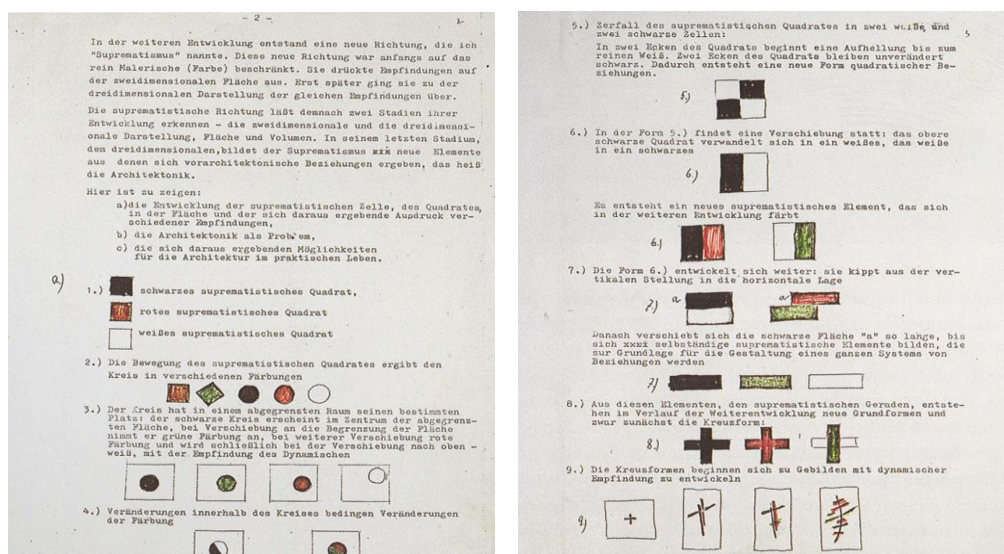 - 2 -
2
In der weiteren Entwicklung entstand eine neue Richtung, die ich
"Suprematismus" nannte. Diese neue Richtung war anfangs auf das
rein Malerische (Farbe) beschränkt. Sie drückte Empfindungen auf
der zweidimensionalen Fläche aus. Erst später ging sie zu der
dreidimensionalen Darstellung der gleichen Empfindungen über.
Die suprematistische Richtung läßt demnach zwei Stadien ihrer
Entwicklung erkennen - die zweidimensionale und die dreidimensi-
onale Darstellung, Fläche und Volumen. In seinem letzten Stadium,
dem dreidimensionalen, bildet der Suprematismus neue Elemente
aus denen sich vorarchitektonische Beziehungen ergeben, das heiß
die Architektonik.
Hier ist zu zeigen:
a) die Entwicklung der suprematistischen Zelle, des Quadrates,
in der Fläche und der sich daraus ergebende Ausdruck ver-
schiedener Empfindungen,
b) die Architektonik als Problem,
c) die sich daraus ergebenden Möglichkeiten
für die Architektur im praktischen Leben.
a)
1.) schwarzes suprematistisches Quadrat,
rotes suprematistisches Quadrat
weißes suprematistisches Quadrat
2.) Die Bewegung des suprematistischen Quadrates ergibt den
Kreis in verschiedenen Färbungen
3.) Der Kreis hat in einem abgegrenzten Raum seinen bestimmten
Platz: der schwarze Kreis erscheint im Zentrum der abgegrenz-
ten Fläche, bei Verschiebung an die Begrenzung der Fläche
nimmt er grüne Färbung an, bei weiterer Verschiebung rote
Färbung und wird schließlich bei der Verschiebung nach oben -
weiß, mit der Empfindung des Dynamischen
4.) Veränderungen innerhalb des Kreises bedingen Veränderungen
der Färbung
5.) Zerfall des suprematistischen Quadrates in zwei weiße, und
zwei schwarze Zellen:
In zwei Ecken des Quadrats beginnt eine Aufhellung bis zum
reinen Weiß. Zwei Ecken des Quadrats bleiben unverändert
schwarz. Dadurch entsteht eine neue Form quadratischer Be-
ziehungen.
5.)
6.) In der Form 5.) findet eine Verschiebung statt: das obere
schwarze Quadrat verwandelt sich in ein weißes, das weiße
in ein schwarzes
6.)
Es entsteht ein neues suprematistisches Element, das sich
in der weiteren Entwicklung färbt
6.)
7.) Die Form 6.) entwickelt sich weiter: sie kippt aus der ver-
tikalen Stellung in die horizontale Lage
7.) a a
Danach verschiebt sich die schwarze Fläche "a" so lange, bis
sich selbständige suprematistische Elemente bilden, die
zur Grundlage für die Gestaltung eines ganzen Systems von
Beziehungen werden
7.)
8.) Aus diesen Elementen, den suprematistischen Geraden, entste-
hen im Verlauf der Weiterentwicklung neue Grundformen und
zwar zunächst die Kreuzform:
8.)
9.) Die Kreuzformen beginnen sich zu Gebilden mit dynamischer
Empfindung zu entwickeln
9.)